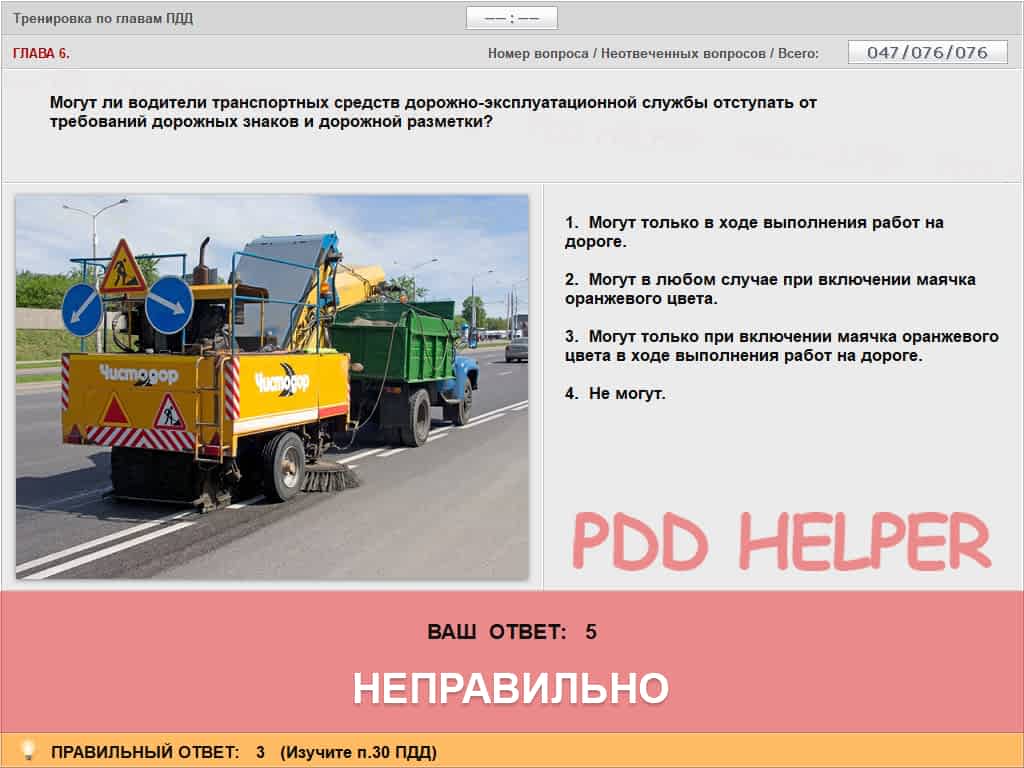 Тренировка по главам ПДД
—— : ——
ГЛАВА 6.
Номер вопроса / Неотвеченных вопросов / Всего:
047/076/076
Могут ли водители транспортных средств дорожно-эксплуатационной службы отступать от
требований дорожных знаков и дорожной разметки?
1. Могут только в ходе выполнения работ на
дороге.
2. Могут в любом случае при включении маячка
оранжевого цвета.
3. Могут только при включении маячка оранжевого
цвета в ходе выполнения работ на дороге.
4. Не могут.
Чистодор
Чистодор
PDD HELPER
ВАШ ОТВЕТ: 5
НЕПРАВИЛЬНО
ПРАВИЛЬНЫЙ ОТВЕТ: 3 (Изучите п.30 ПДД)